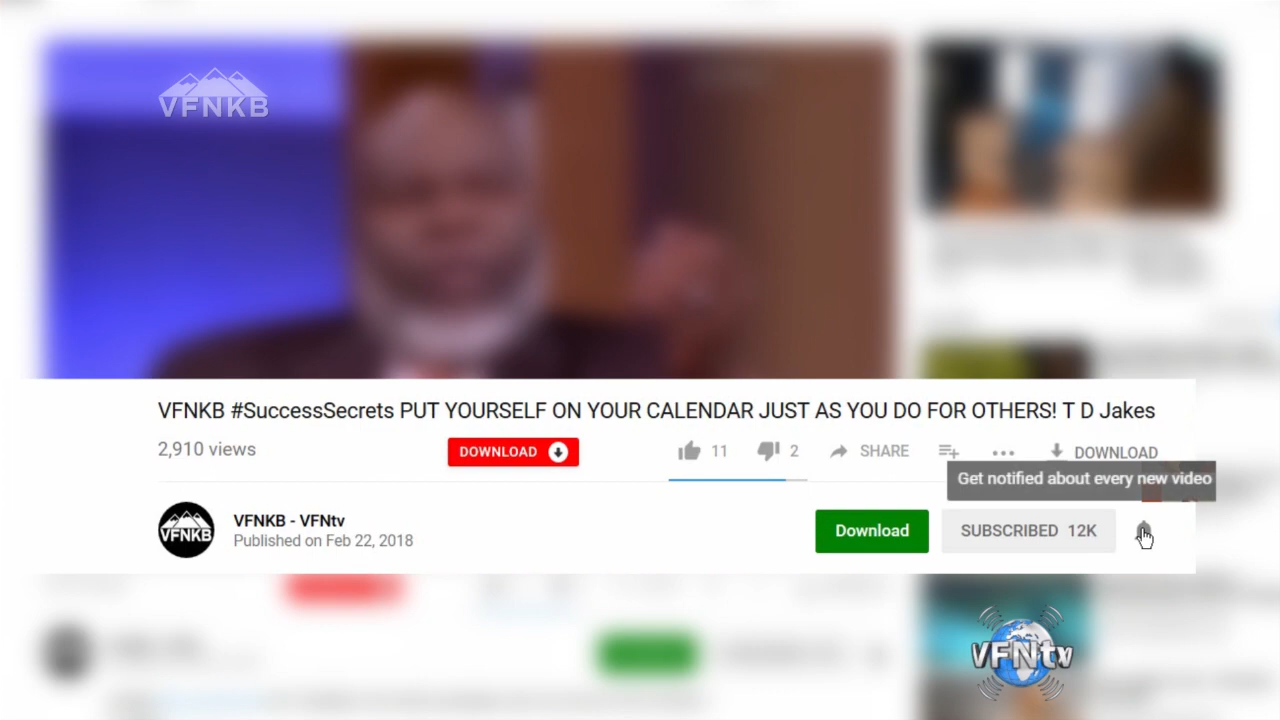 VFNKB
VFNKB #SuccessSecrets PUT YOURSELF ON YOUR CALENDAR JUST AS YOU DO FOR OTHERS! T D Jakes
2,910 views
DOWNLOAD
11
2
SHARE
DOWNLOAD
Get notified about every new video
VFNKB
VFNKB - VFNtv
Published on Feb 22, 2018
Download
SUBSCRIBED 12K
VFNtv